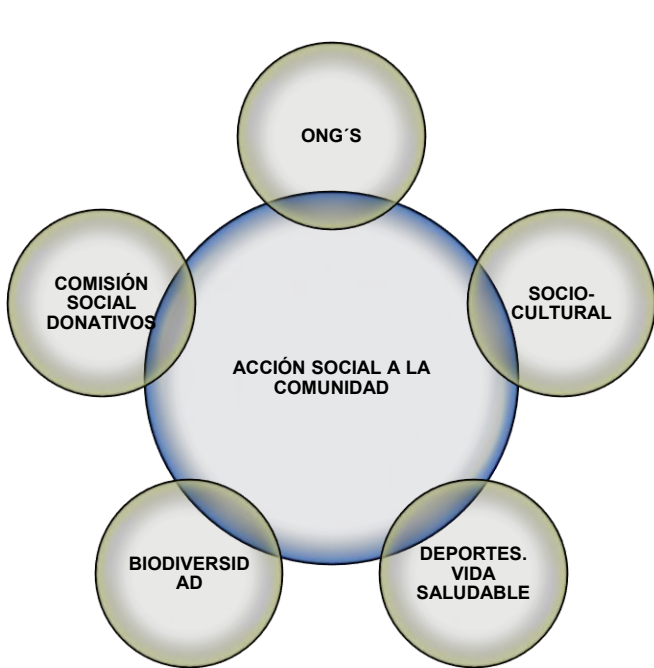 ONG´S
COMISIÓN
SOCIAL
DONATIVOS
SOCIO-
CULTURAL
ACCIÓN SOCIAL A LA
COMUNIDAD
BIODIVERSID
AD
DEPORTES.
VIDA
SALUDABLE